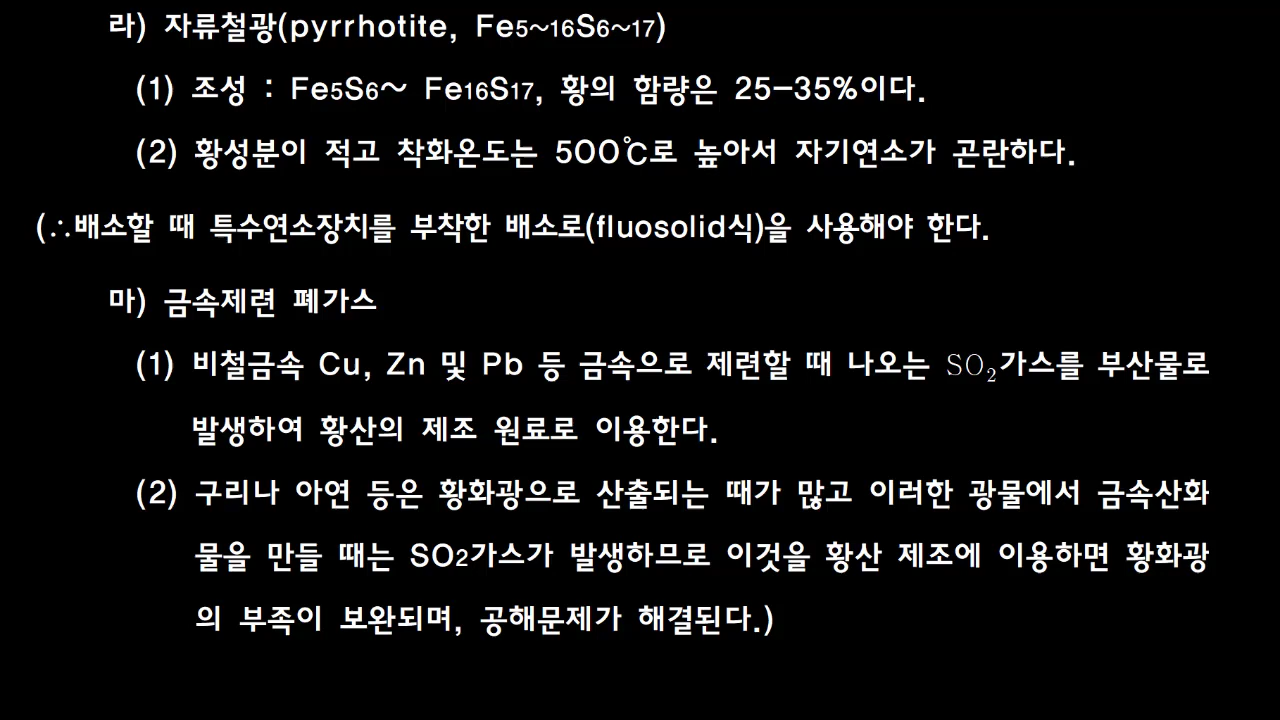 라) 자류철광(pyrrhotite, Fe5~16S6~17)
(1) 조성 : Fe5S6~ Fe16S17, 황의 함량은 25-35%이다.
(2) 황성분이 적고 착화온도는 500℃로 높아서 자기연소가 곤란하다.
(∴배소할 때 특수연소장치를 부착한 배소로(fluosolid식)을 사용해야 한다.
마) 금속제련 폐가스
(1) 비철금속 Cu, Zn 및 Pb 등 금속으로 제련할 때 나오는 SO₂가스를 부산물로
발생하여 황산의 제조 원료로 이용한다.
(2) 구리나 아연 등은 황화광으로 산출되는 때가 많고 이러한 광물에서 금속산화
물을 만들 때는 SO2가스가 발생하므로 이것을 황산 제조에 이용하면 황화광
의 부족이 보완되며, 공해문제가 해결된다.)